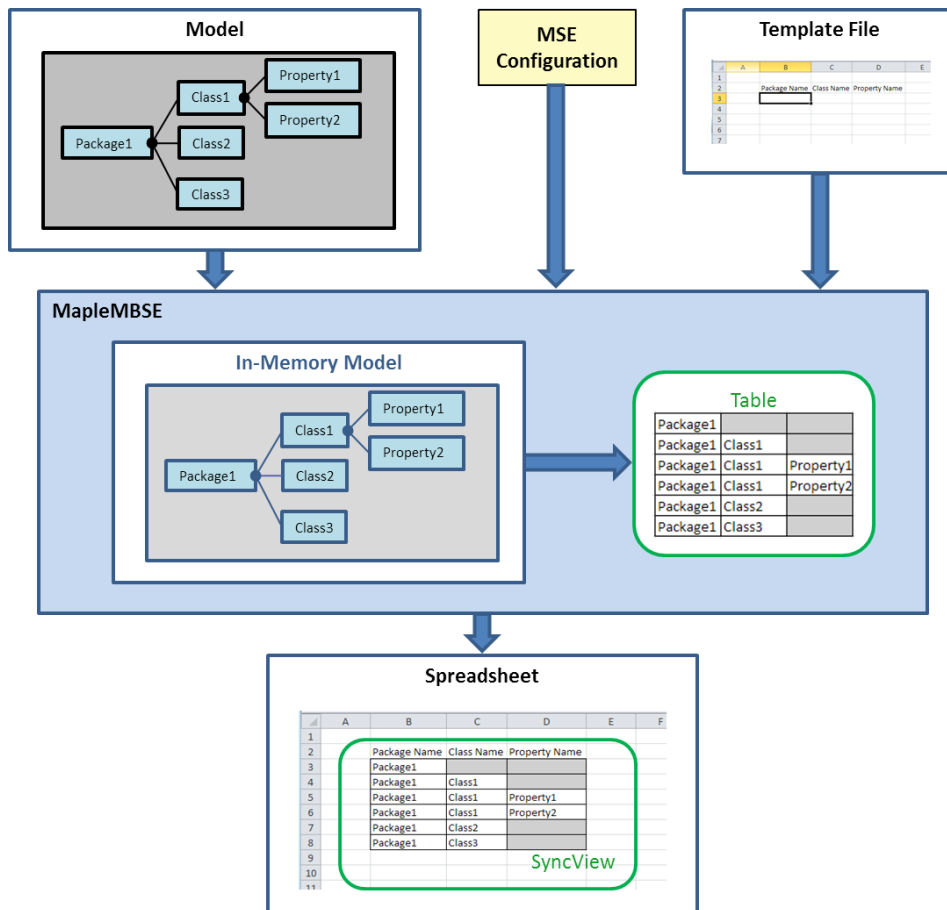 Model
Property1
Class1
Property2
Package1
Class2
Class3
MSE
Configuration
Template File
A B C D E
1
2 Package Name Class Name Property Name
3
4
5
6
7
MapleMBSE
In-Memory Model
Property1
Class1
Property2
Package1
Class2
Class3
Table
Package1
Package1 Class1
Package1 Class1 Property1
Package1 Class1 Property2
Package1 Class2
Package1 Class3
Spreadsheet
A B C D E F
1
2 Package Name Class Name Property Name
3 Package1
4 Package1 Class1
5 Package1 Class1 Property1
6 Package1 Class1 Property2
7 Package1 Class2
8 Package1 Class3
9
SyncView
10
11